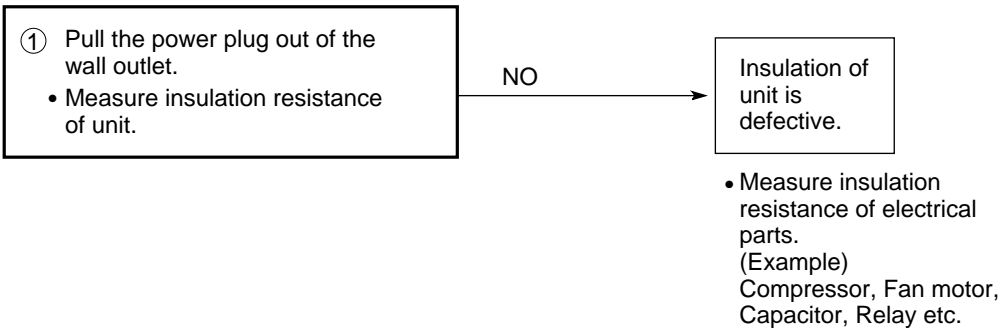 ① Pull the power plug out of the
wall outlet.
• Measure insulation resistance
of unit.
NO
Insulation of
unit is
defective.
• Measure insulation
resistance of electrical
parts.
(Example)
Compressor, Fan motor,
Capacitor, Relay etc.